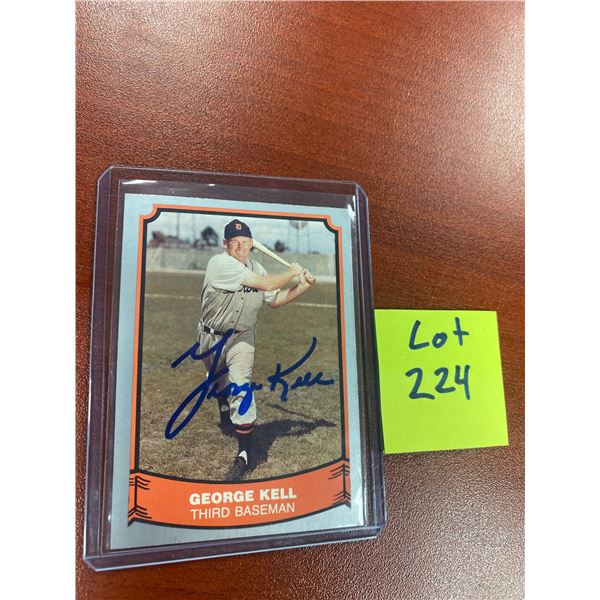 George Kell
GEORGE KELL
THIRD BASEMAN
Lot
224